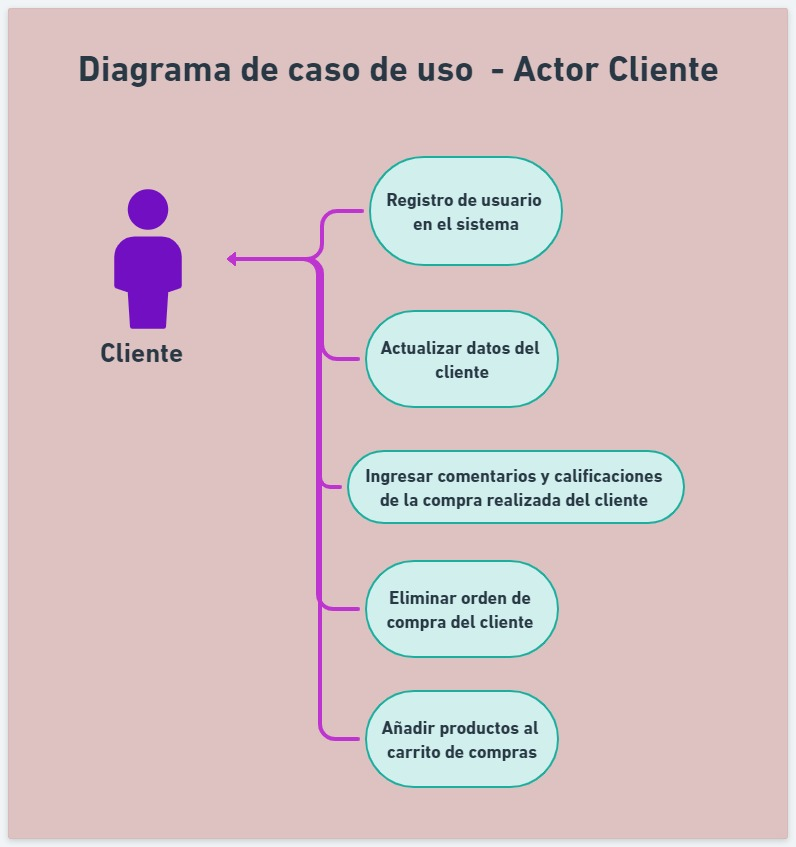 Diagrama de caso de uso - Actor Cliente
Registro de usuario
en el sistema
Cliente
Actualizar datos del
cliente
Ingresar comentarios y calificaciones
de la compra realizada del cliente
Eliminar orden de
compra del cliente
Añadir productos al
carrito de compras